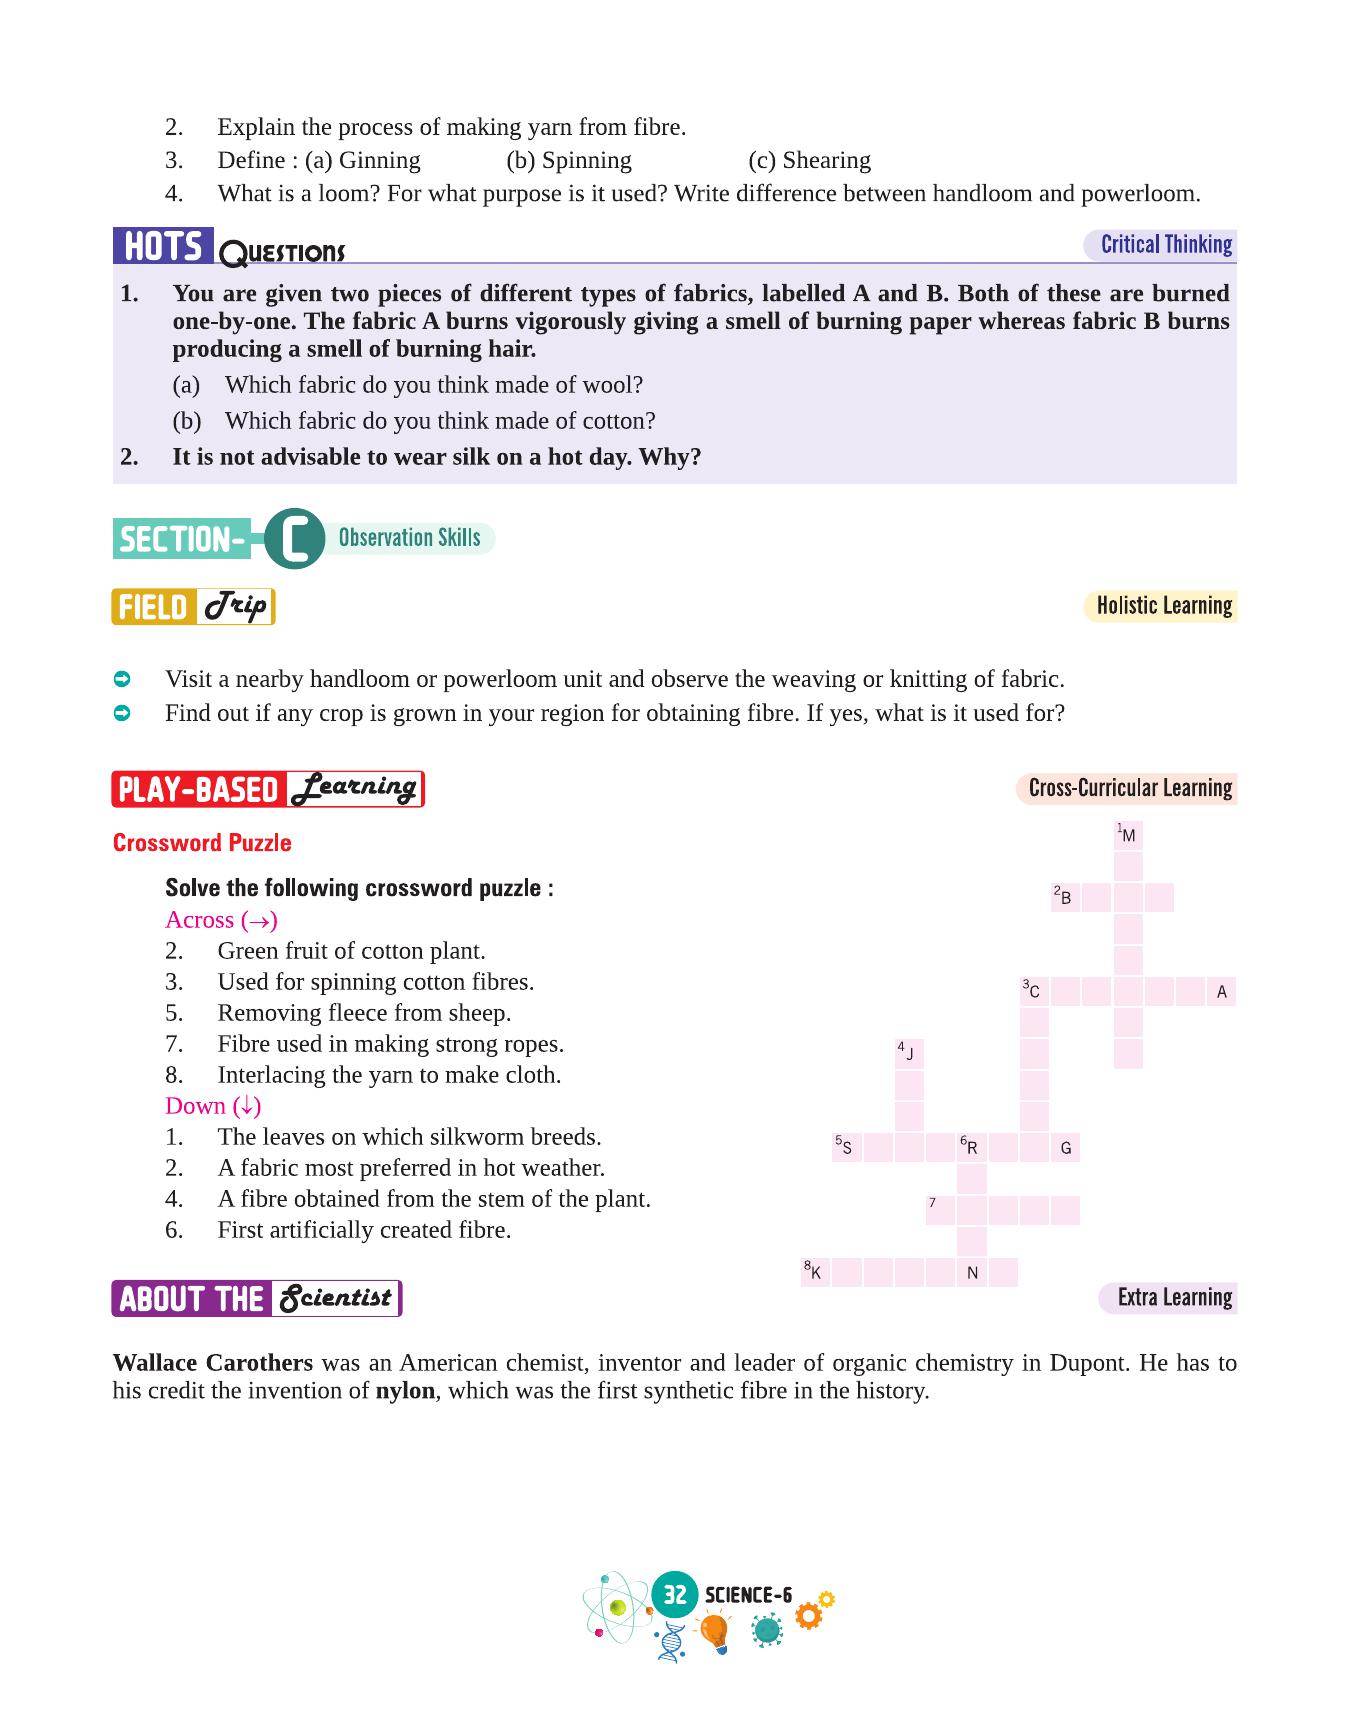 2. Explain the process of making yarn from fibre.
3. Define : (a) Ginning (b) Spinning (c) Shearing
4. What is a loom? For what purpose is it used? Write difference between handloom and powerloom.
HOTS QUESTIONS
Critical Thinking
1. You are given two pieces of different types of fabrics, labelled A and B. Both of these are burned
one-by-one. The fabric A burns vigorously giving a smell of burning paper whereas fabric B burns
producing a smell of burning hair.
(a) Which fabric do you think made of wool?
(b) Which fabric do you think made of cotton?
2. It is not advisable to wear silk on a hot day. Why?
SECTION- C Observation Skills
FIELD Trip
Holistic Learning
Visit a nearby handloom or powerloom unit and observe the weaving or knitting of fabric.
Find out if any crop is grown in your region for obtaining fibre. If yes, what is it used for?
PLAY-BASED Learning
Cross-Curricular Learning
Crossword Puzzle
Solve the following crossword puzzle :
Across (→)
2. Green fruit of cotton plant.
3. Used for spinning cotton fibres.
5. Removing fleece from sheep.
7. Fibre used in making strong ropes.
8. Interlacing the yarn to make cloth.
Down (↓)
1. The leaves on which silkworm breeds.
2. A fabric most preferred in hot weather.
4. A fibre obtained from the stem of the plant.
6. First artificially created fibre.
1M
2B
3C A
4J
5S 6R G
7
8K N
ABOUT THE Scientist
Extra Learning
Wallace Carothers was an American chemist, inventor and leader of organic chemistry in Dupont. He has to
his credit the invention of nylon, which was the first synthetic fibre in the history.
32 SCIENCE-6